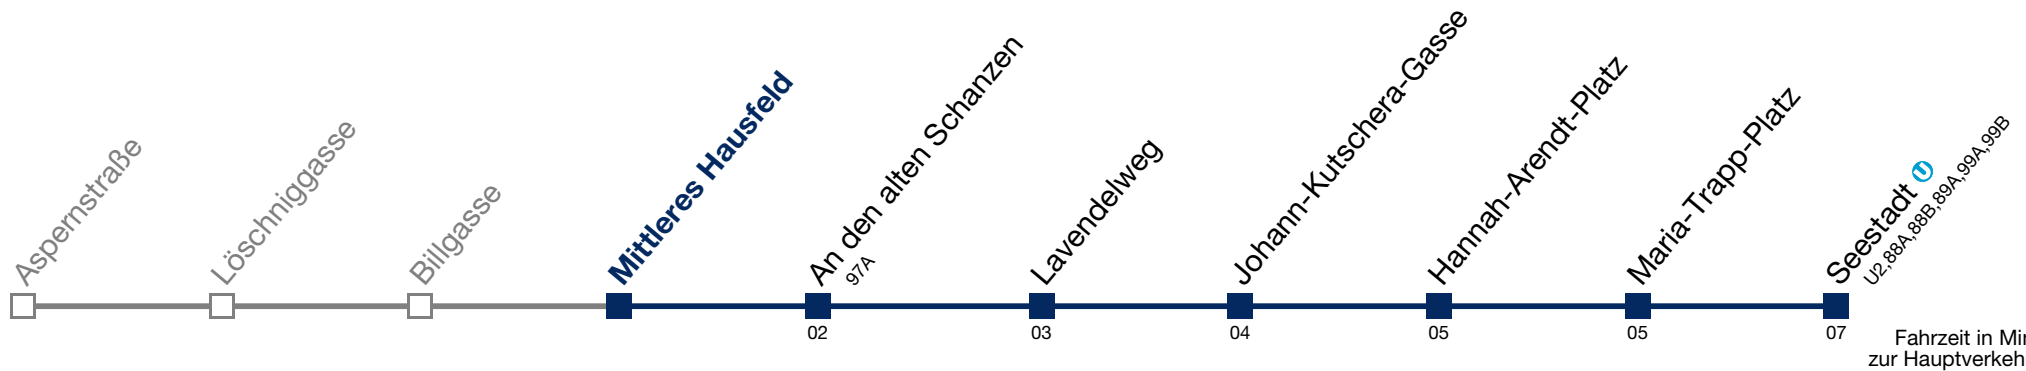 Aspernstraße
Löschniggasse
Billgasse
Mittleres Hausfeld
An den alten Schanzen
97A
Lavendelweg
Johann-Kutschera-Gasse
Hannah-Arendt-Platz
Maria-Trapp-Platz
Seestadt U
U2,88A,88B,89A,99A,99B
02
03
04
05
05
07
Fahrzeit in Min
zur Hauptverkeh